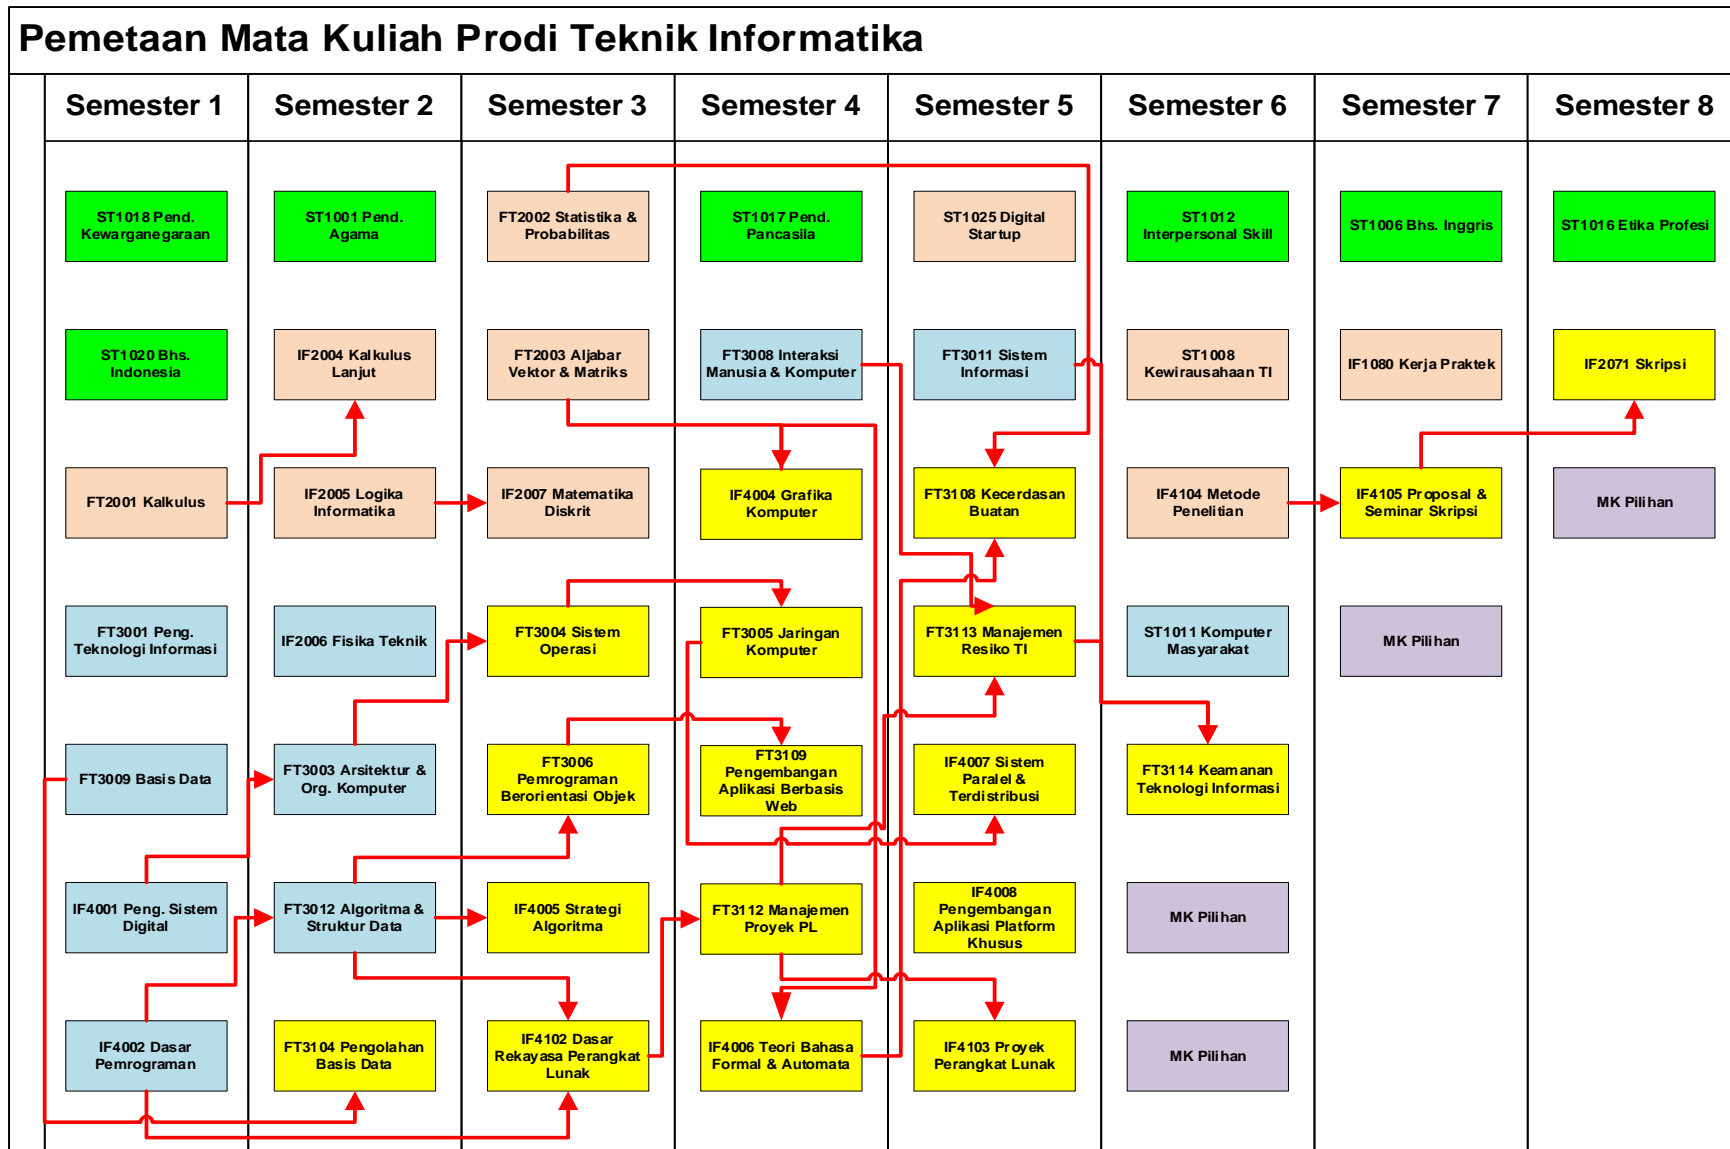 Pemetaan Mata Kuliah Prodi Teknik Informatika
Semester 1
Semester 2
Semester 3
Semester 4
Semester 5
Semester 6
Semester 7
Semester 8
ST1018 Pend.
Kewarganegaraan
ST1001 Pend.
Agama
FT2002 Statistika &
Probabilitas
ST1017 Pend.
Pancasila
ST1025 Digital
Startup
ST1012
Interpersonal Skill
ST1006 Bhs. Inggris
ST1016 Etika Profesi
ST1020 Bhs.
Indonesia
IF2004 Kalkulus
Lanjut
FT2003 Aljabar
Vektor & Matriks
FT3008 Interaksi
Manusia & Komputer
FT3011 Sistem
Informasi
ST1008
Kewirausahaan TI
IF1080 Kerja Praktek
IF2071 Skripsi
FT2001 Kalkulus
IF2005 Logika
Informatika
IF2007 Matematika
Diskrit
IF4004 Grafika
Komputer
FT3108 Kecerdasan
Buatan
IF4104 Metode
Penelitian
IF4105 Proposal &
Seminar Skripsi
MK Pilihan
FT3001 Peng.
Teknologi Informasi
IF2006 Fisika Teknik
FT3004 Sistem
Operasi
FT3005 Jaringan
Komputer
FT3113 Manajemen
Resiko TI
ST1011 Komputer
Masyarakat
MK Pilihan
FT3009 Basis Data
FT3003 Arsitektur &
Org. Komputer
FT3006
Pemrograman
Berorientasi Objek
FT3109
Pengembangan
Aplikasi Berbasis
Web
IF4007 Sistem
Paralel &
Terdistribusi
FT3114 Keamanan
Teknologi Informasi
IF4001 Peng. Sistem
Digital
FT3012 Algoritma &
Struktur Data
IF4005 Strategi
Algoritma
FT3112 Manajemen
Proyek PL
IF4008
Pengembangan
Aplikasi Platform
Khusus
MK Pilihan
IF4002 Dasar
Pemrograman
FT3104 Pengolahan
Basis Data
IF4102 Dasar
Rekayasa Perangkat
Lunak
IF4006 Teori Bahasa
Formal & Automata
IF4103 Proyek
Perangkat Lunak
MK Pilihan